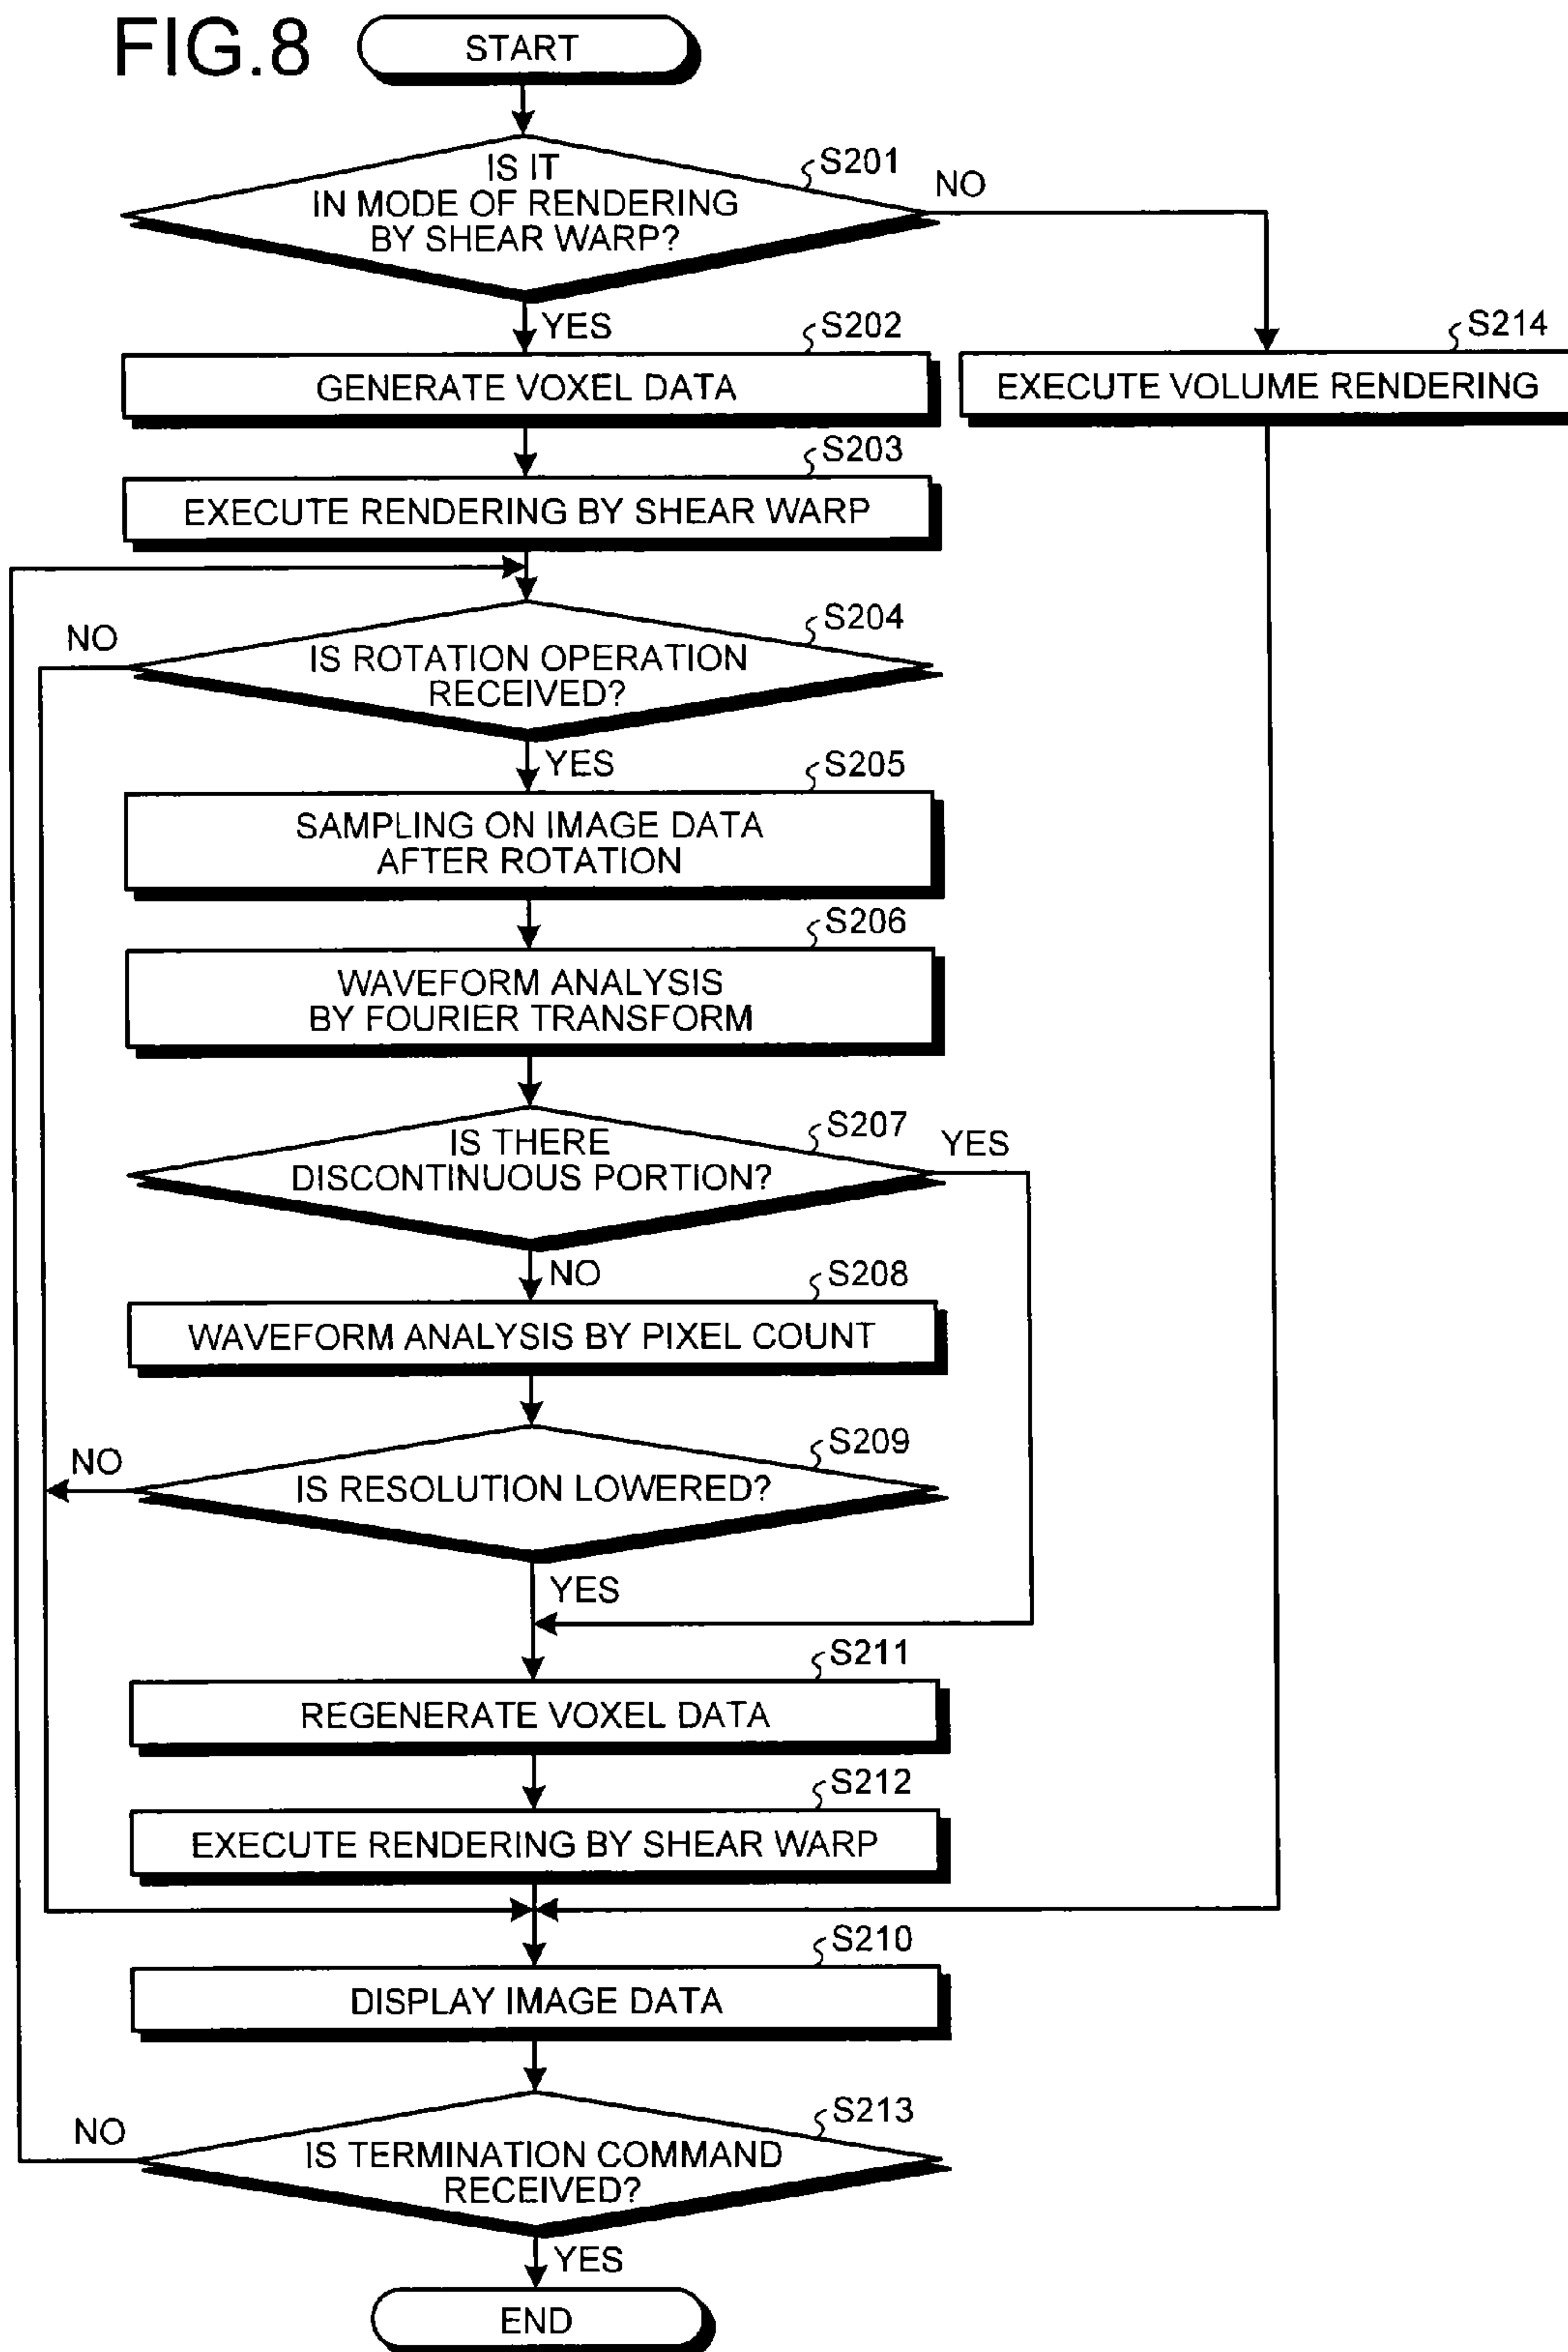 FIG.8
START
IS IT
IN MODE OF RENDERING
BY SHEAR WARP?
S201
NO
YES
S202
GENERATE VOXEL DATA
S214
EXECUTE VOLUME RENDERING
S203
EXECUTE RENDERING BY SHEAR WARP
S204
NO
IS ROTATION OPERATION
RECEIVED?
YES
S205
SAMPLING ON IMAGE DATA
AFTER ROTATION
S206
WAVEFORM ANALYSIS
BY FOURIER TRANSFORM
S207
IS THERE
DISCONTINUOUS PORTION?
YES
NO
S208
WAVEFORM ANALYSIS BY PIXEL COUNT
S209
NO
IS RESOLUTION LOWERED?
YES
S211
REGENERATE VOXEL DATA
S212
EXECUTE RENDERING BY SHEAR WARP
S210
DISPLAY IMAGE DATA
S213
NO
IS TERMINATION COMMAND
RECEIVED?
YES
END